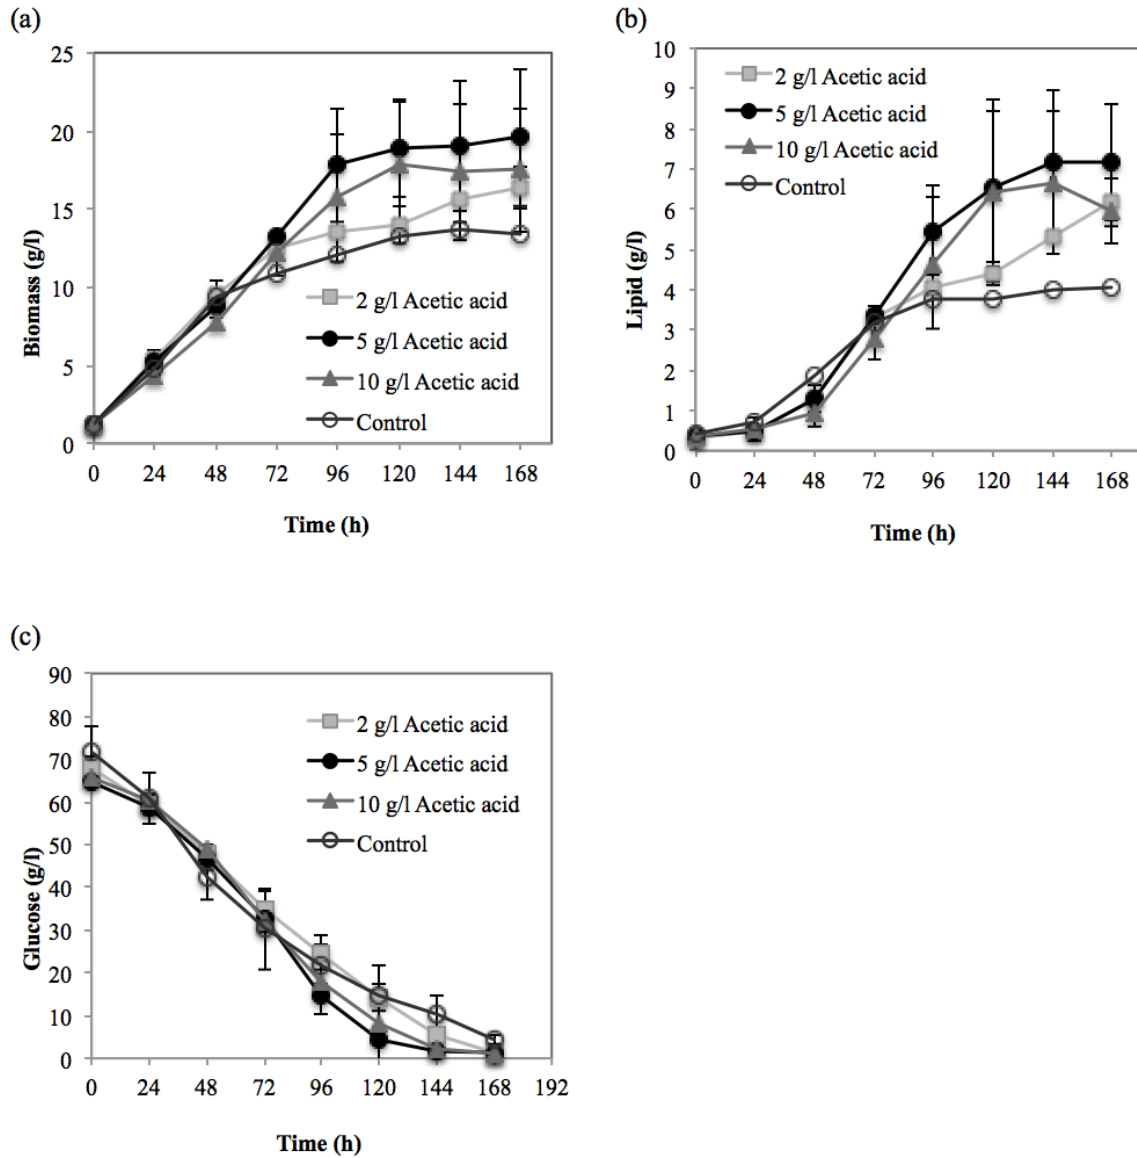 (a)
25
20
15
10
5
0
Biomass (g/l)
2 g/l Acetic acid
5 g/l Acetic acid
10 g/l Acetic acid
Control
0 24 48 72 96 120 144 168
Time (h)
(b)
10
9
8
7
6
5
4
3
2
1
0
Lipid (g/l)
2 g/l Acetic acid
5 g/l Acetic acid
10 g/l Acetic acid
Control
0 24 48 72 96 120 144 168
Time (h)
(c)
90
80
70
60
50
40
30
20
10
0
Glucose (g/l)
2 g/l Acetic acid
5 g/l Acetic acid
10 g/l Acetic acid
Control
0 24 48 72 96 120 144 168 192
Time (h)